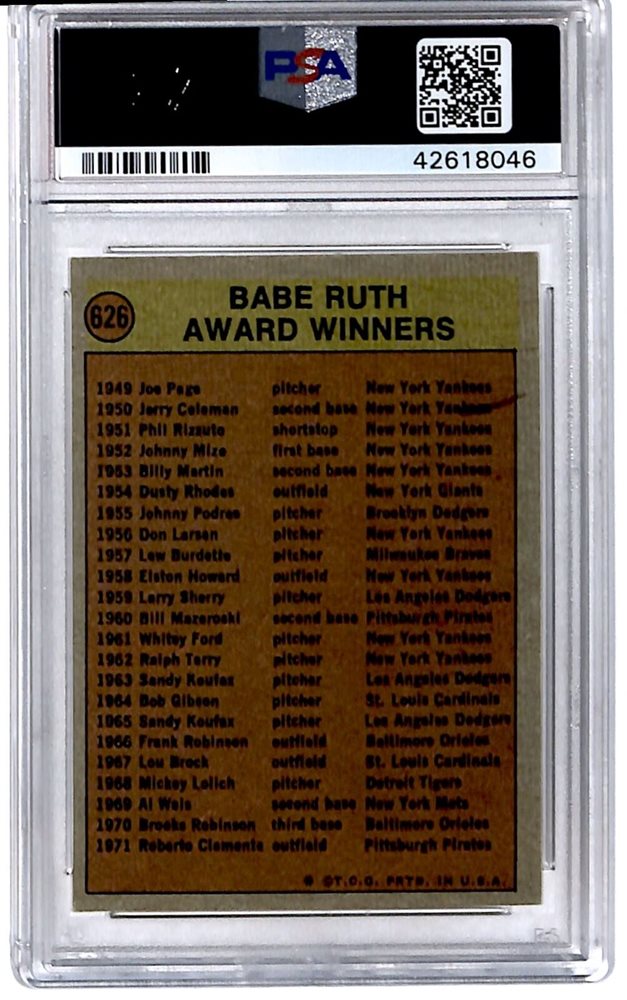 PSA
42618046
626
BABE RUTH
AWARD WINNERS
1949 Joe Page pitcher New York Yankees
1950 Jerry Coleman second base New York Yankees
1951 Phil Rizzuto shortstop New York Yankees
1952 Johnny Mize first base New York Yankees
1953 Billy Martin second base New York Yankees
1954 Dusty Rhodes outfield New York Giants
1955 Johnny Podres pitcher Brooklyn Dodgers
1956 Don Larsen pitcher New York Yankees
1957 Lew Burdette pitcher Milwaukee Braves
1958 Elston Howard outfield New York Yankees
1959 Larry Sherry pitcher Los Angeles Dodgers
1960 Bill Mazeroski second base Pittsburgh Pirates
1961 Whitey Ford pitcher New York Yankees
1962 Ralph Terry pitcher New York Yankees
1963 Sandy Koufax pitcher Los Angeles Dodgers
1964 Bob Gibson pitcher St. Louis Cardinals
1965 Sandy Koufax pitcher Los Angeles Dodgers
1966 Frank Robinson outfield Baltimore Orioles
1967 Lou Brock outfield St. Louis Cardinals
1968 Mickey Lolich pitcher Detroit Tigers
1969 Al Weis second base New York Mets
1970 Brooks Robinson third base Baltimore Orioles
1971 Roberto Clemente outfield Pittsburgh Pirates
©T.C.G. PRTD. IN U.S.A.